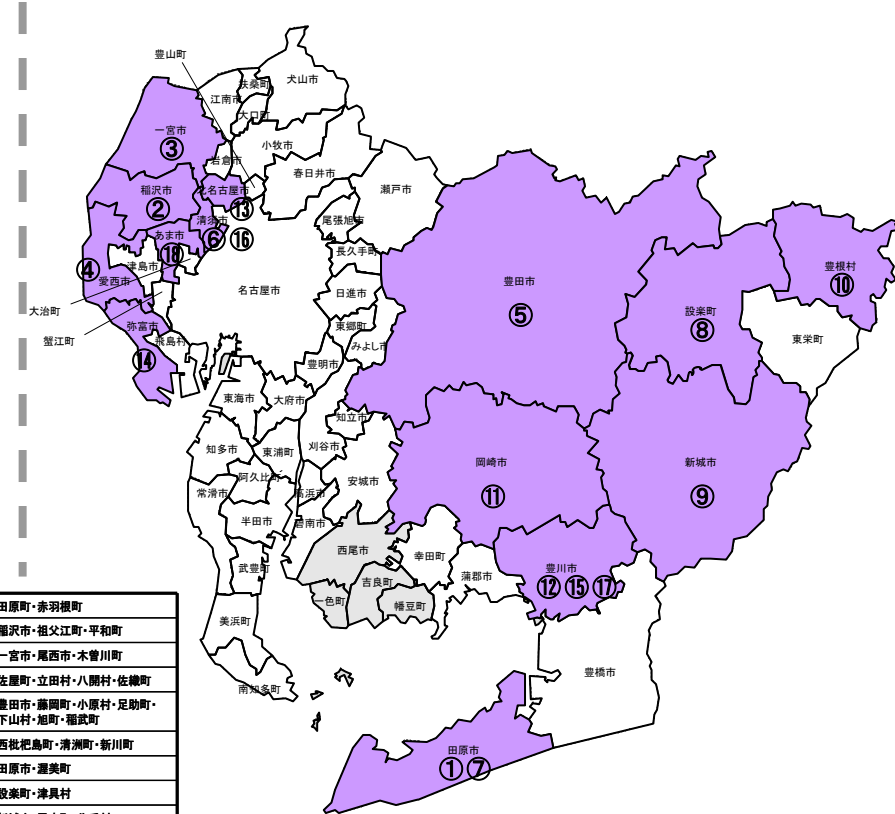 豊山町
扶桑町
犬山市
江南市
大口町
一宮市
③
岩倉市
小牧市
春日井市
瀬戸市
稲沢市
②
北名古屋市
⑬
清須市
⑥
⑯
尾張旭市
あま市
⑱
長久手町
津島市
④
愛西市
名古屋市
日進市
豊田市
⑤
豊根村
⑩
設楽町
⑧
大治町
弥富市
⑭
飛島村
蟹江町
東郷町
みよし市
豊明市
東栄町
東海市
大府市
知立市
知多市
東浦町
刈谷市
阿久比町
安城市
岡崎市
⑪
新城市
⑨
常滑市
高浜市
半田市
碧南市
西尾市
幸田町
武豊町
吉良町
蒲郡市
豊川市
⑫
⑮
⑰
一色町
幡豆町
美浜町
豊橋市
南知多町
田原市
①
⑦
田原町・赤羽根町
稲沢市・祖父江町・平和町
一宮市・尾西市・木曽川町
佐屋町・立田村・八開村・佐織町
豊田市・藤岡町・小原村・足助町・
下山村・旭町・稲武町
西枇杷島町・清洲町・新川町
田原市・渥美町
設楽町・津具村